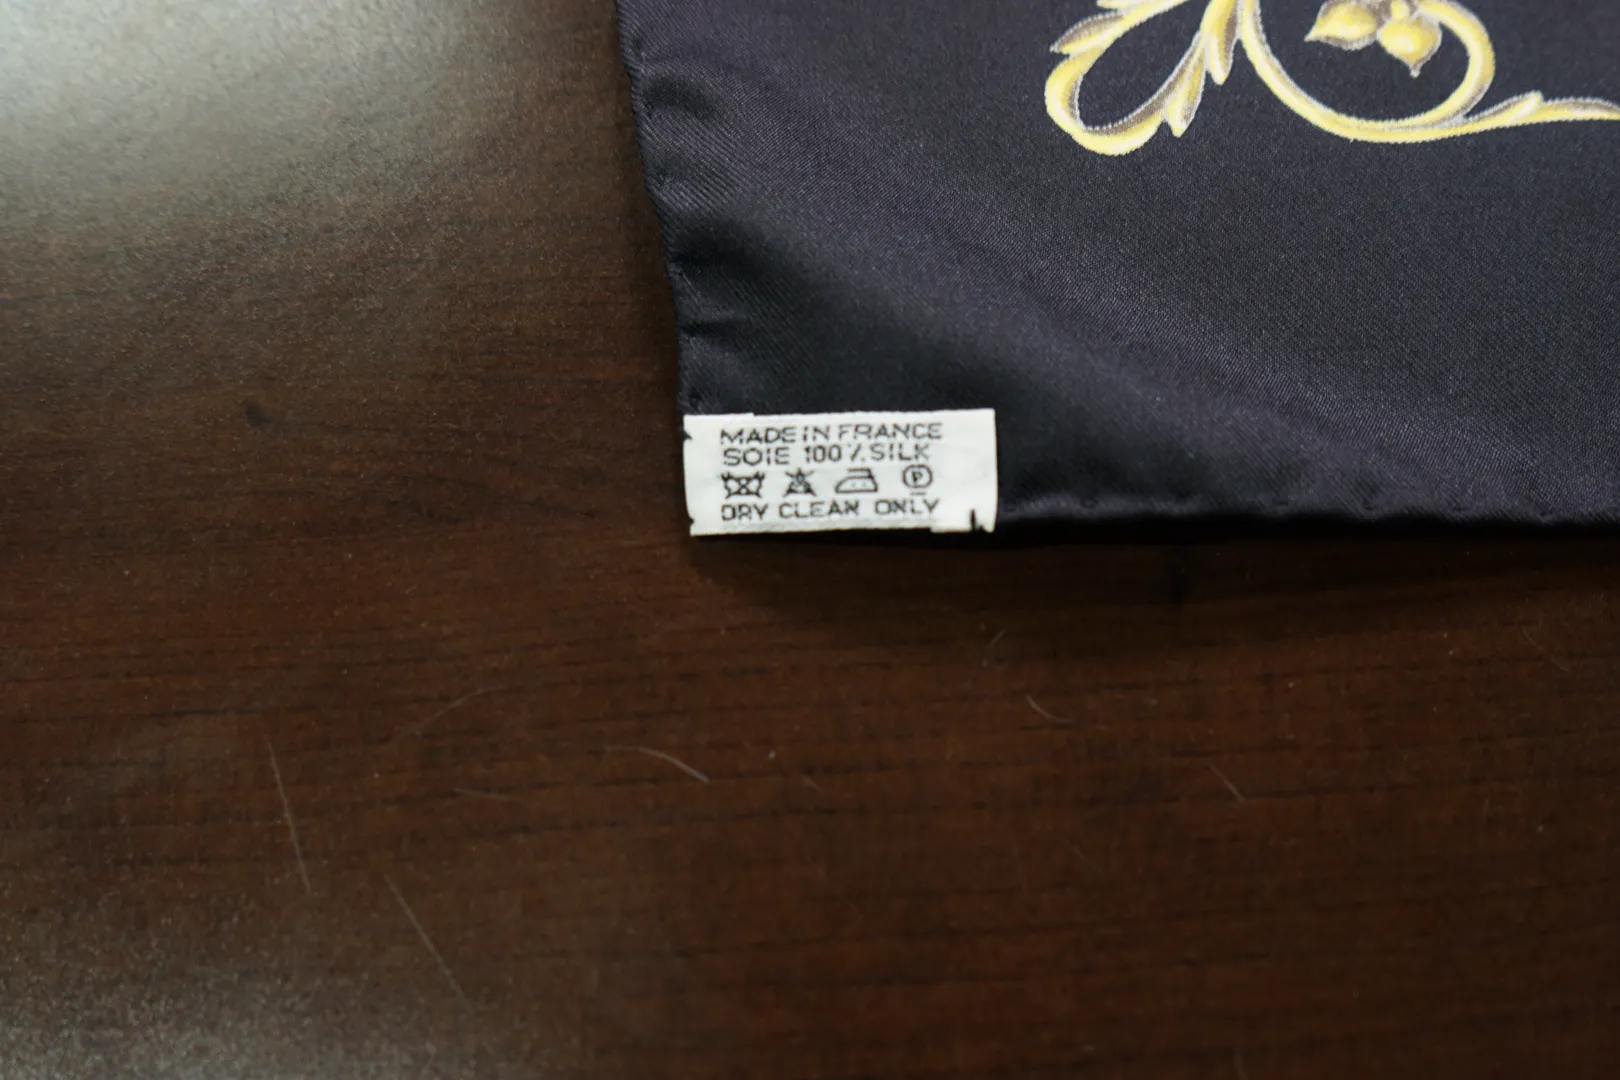 MADE IN FRANCE
SOIE 100% SILK
P
DRY CLEAN ONLY